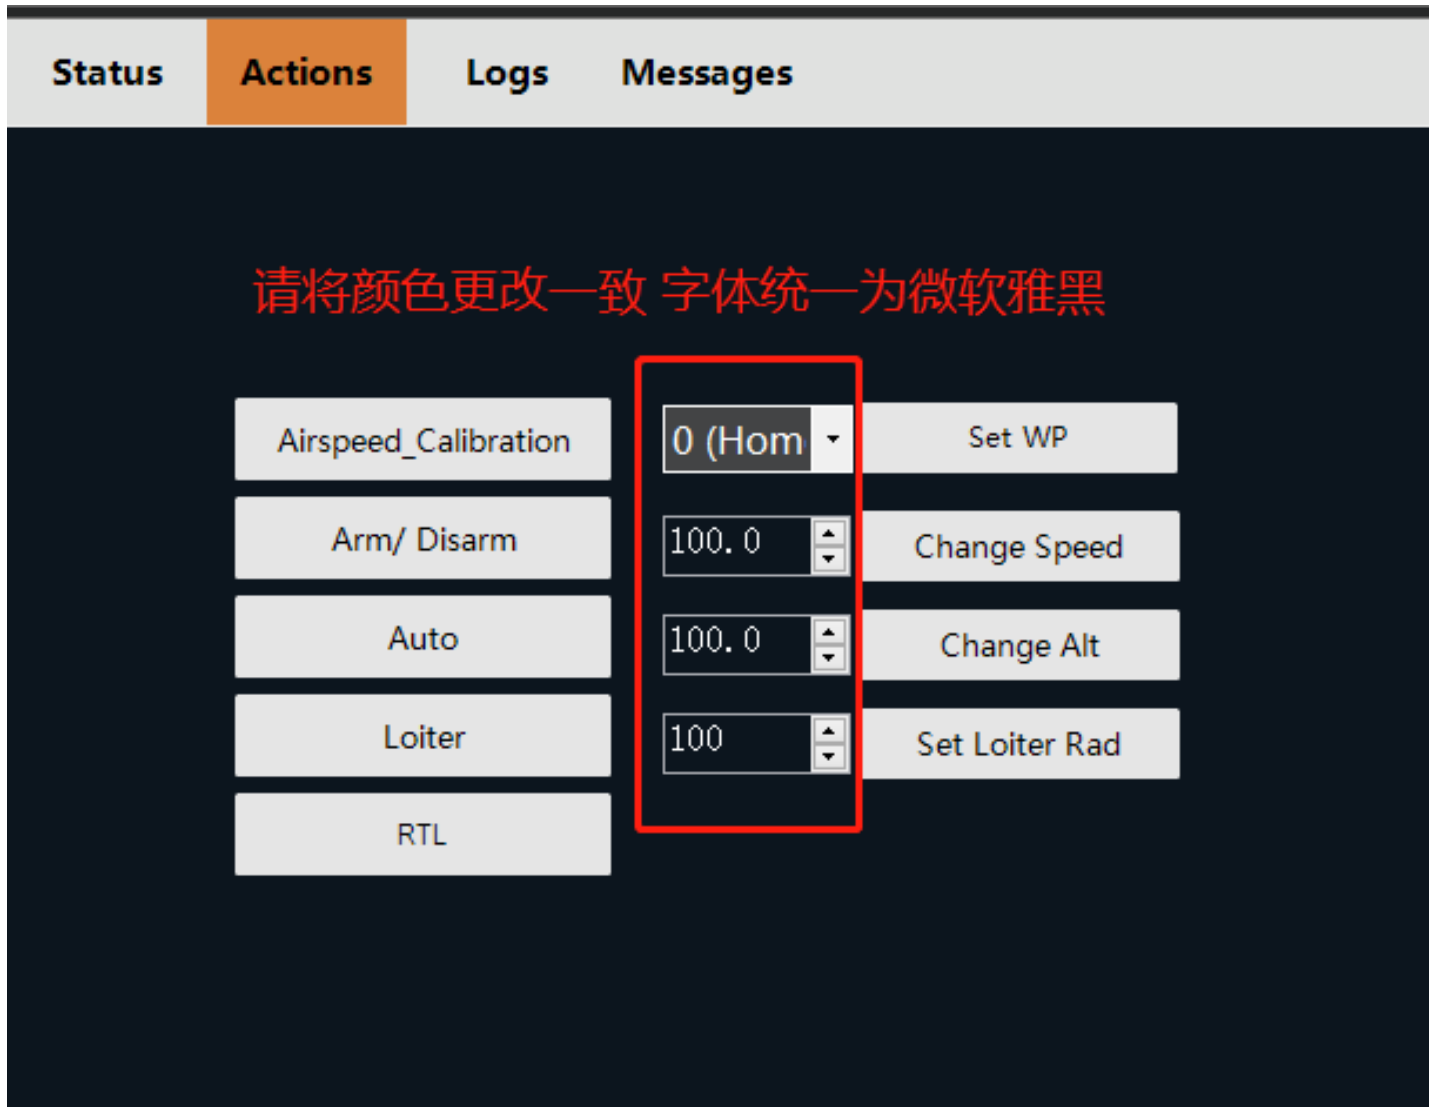 Status Actions Logs Messages
请将颜色更改一致 字体统一为微软雅黑
Airspeed_Calibration 0 (Hom Set WP
Arm/ Disarm 100.0 Change Speed
Auto 100.0 Change Alt
Loiter 100 Set Loiter Rad
RTL